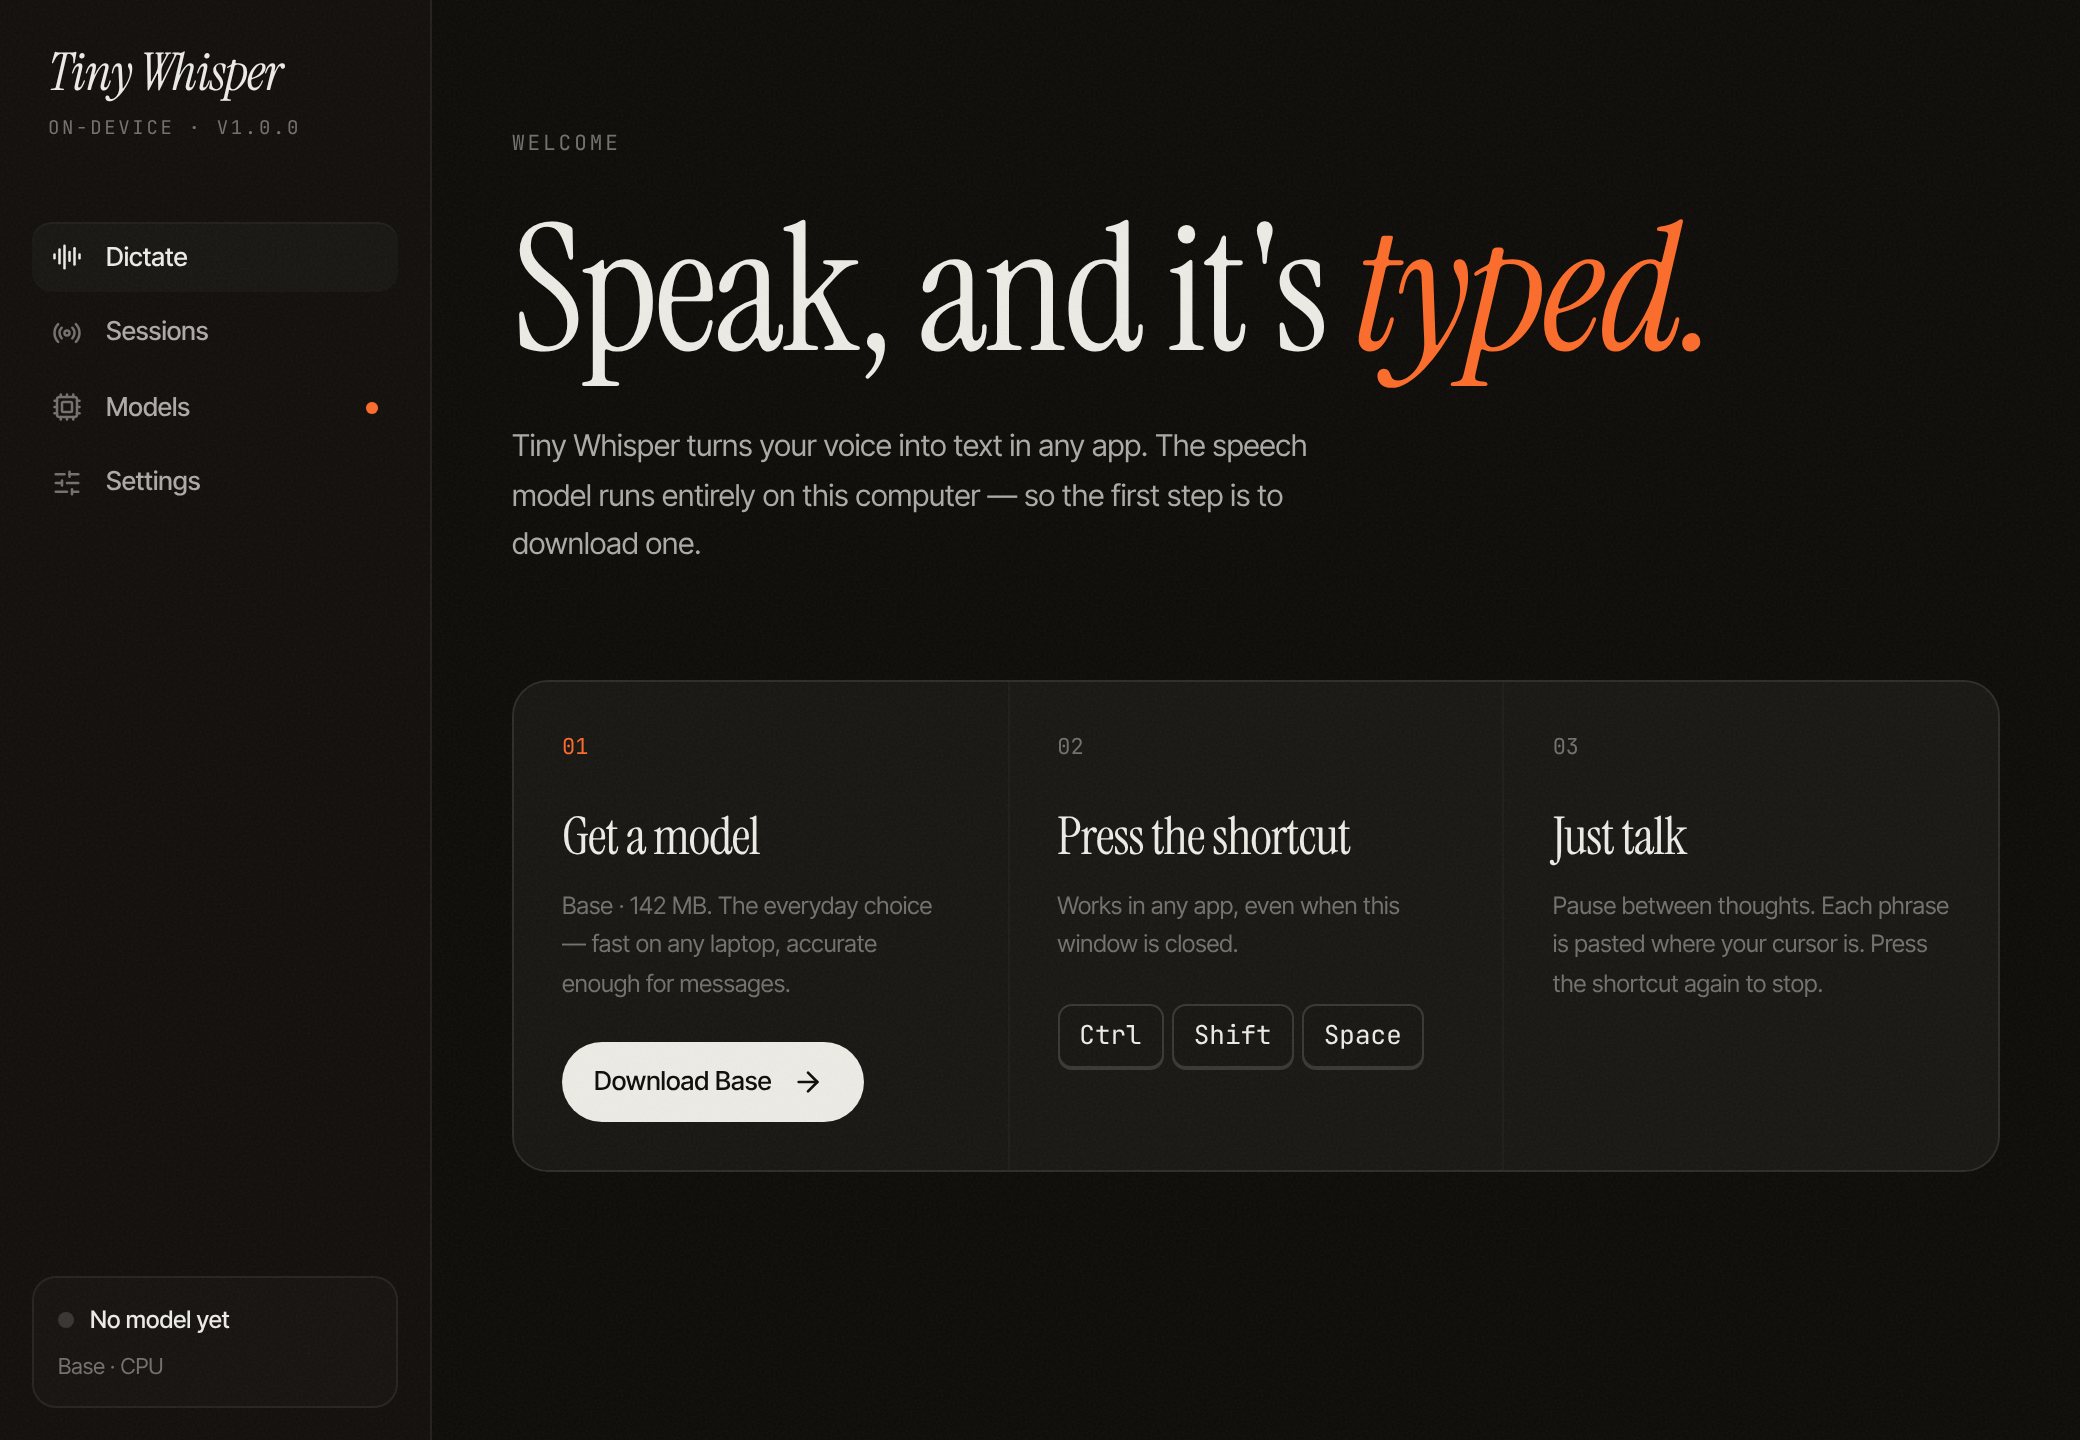 Tiny Whisper
ON-DEVICE · V1.0.0
Dictate
Sessions
Models
Settings
No model yet
Base · CPU
WELCOME
Speak, and it's typed.
Tiny Whisper turns your voice into text in any app. The speech
model runs entirely on this computer — so the first step is to
download one.
01
Get a model
Base · 142 MB. The everyday choice
— fast on any laptop, accurate
enough for messages.
Download Base →
02
Press the shortcut
Works in any app, even when this
window is closed.
Ctrl Shift Space
03
Just talk
Pause between thoughts. Each phrase
is pasted where your cursor is. Press
the shortcut again to stop.